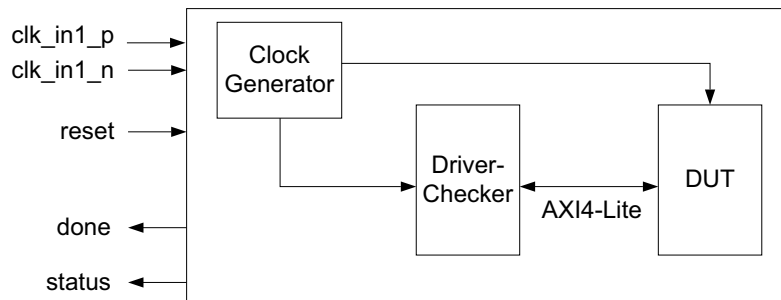 clk_in1_p
clk_in1_n
reset
done
status
Clock
Generator
Driver-
Checker
AXI4-Lite
DUT